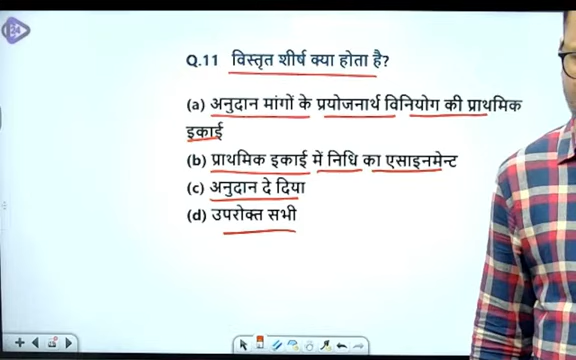 Q.11 विस्तृत शीर्ष क्या होता है?
(a) अनुदान मांगों के प्रयोजनार्थ विनियोग की प्राथमिक
इकाई
(b) प्राथमिक इकाई में निधि का एसाइनमेन्ट
(c) अनुदान दे दिया
(d) उपरोक्त सभी